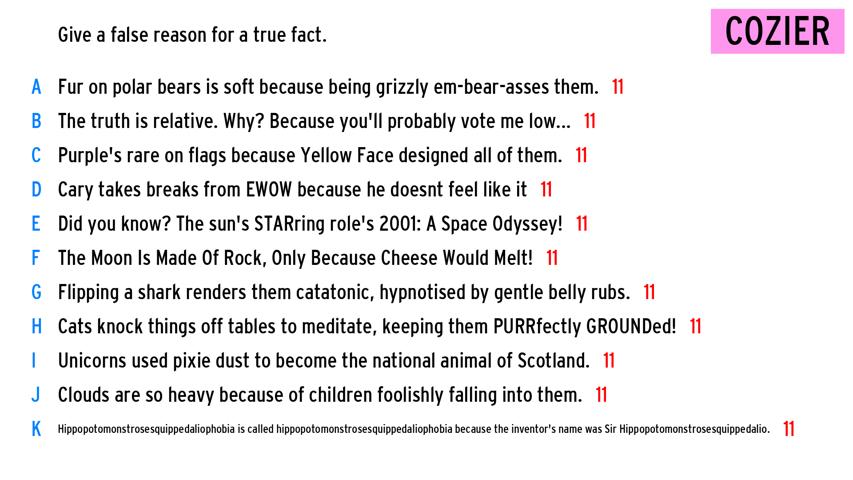 Give a false reason for a true fact.
COZIER
A Fur on polar bears is soft because being grizzly em-bear-asses them. 11
B The truth is relative. Why? Because you'll probably vote me low... 11
C Purple's rare on flags because Yellow Face designed all of them. 11
D Cary takes breaks from EWOW because he doesnt feel like it 11
E Did you know? The sun's STARring role's 2001: A Space Odyssey! 11
F The Moon Is Made Of Rock, Only Because Cheese Would Melt! 11
G Flipping a shark renders them catatonic, hypnotised by gentle belly rubs. 11
H Cats knock things off tables to meditate, keeping them PURRfectly GROUNDed! 11
I Unicorns used pixie dust to become the national animal of Scotland. 11
J Clouds are so heavy because of children foolishly falling into them. 11
K Hippopotomonstrosesquippedaliophobia is called hippopotomonstrosesquippedaliophobia because the inventor's name was Sir Hippopotomonstrosesquippedalio. 11